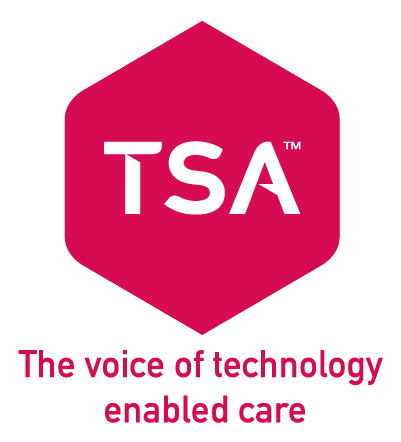 TSA™
The voice of technology
enabled care